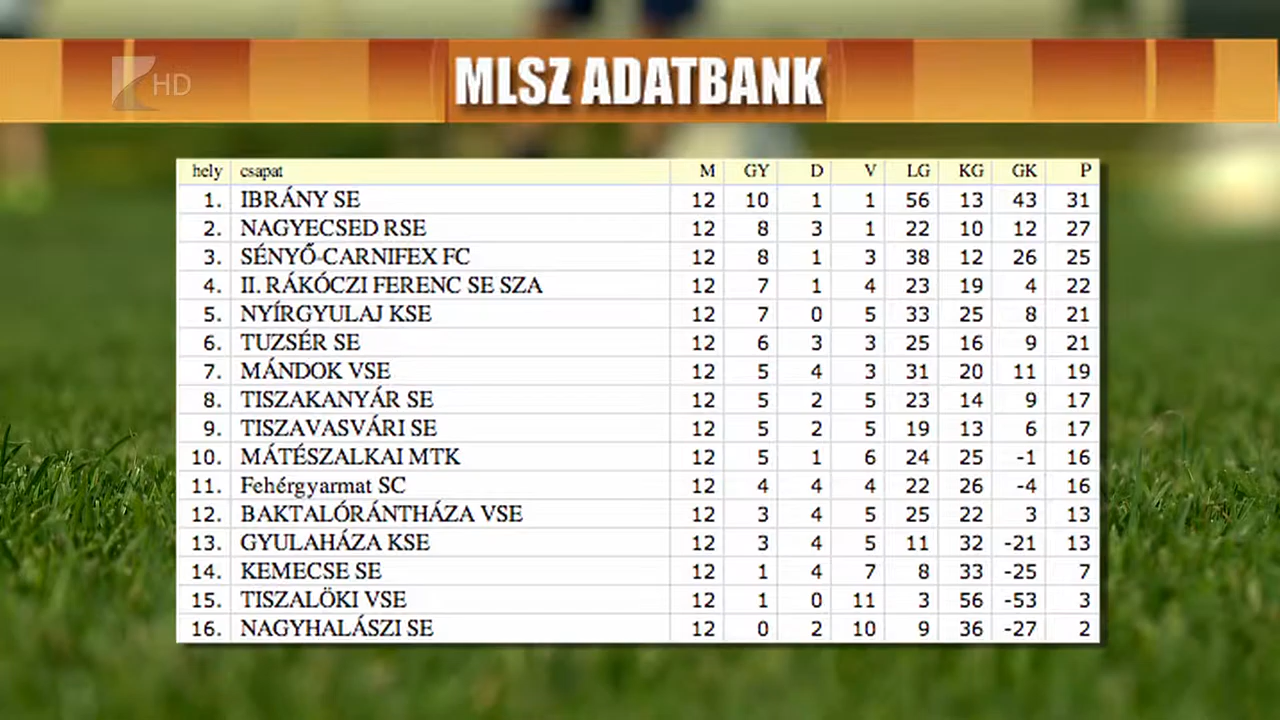 HD
MLSZ ADATBANK
hely csapat M GY D V LG KG GK P
1. IBRÁNY SE 12 10 1 1 56 13 43 31
2. NAGYECSED RSE 12 8 3 1 22 10 12 27
3. SÉNYŐ-CARNIFEX FC 12 8 1 3 38 12 26 25
4. II. RÁKÓCZI FERENC SE SZA 12 7 1 4 23 19 4 22
5. NYÍRGYULAJ KSE 12 7 0 5 33 25 8 21
6. TUZSÉR SE 12 6 3 3 25 16 9 21
7. MÁNDOK VSE 12 5 4 3 31 20 11 19
8. TISZAKANYÁR SE 12 5 2 5 23 14 9 17
9. TISZAVASVÁRI SE 12 5 2 5 19 13 6 17
10. MÁTÉSZALKAI MTK 12 5 1 6 24 25 -1 16
11. Fehérgyarmat SC 12 4 4 4 22 26 -4 16
12. BAKTALÓRÁNTHÁZA VSE 12 3 4 5 25 22 3 13
13. GYULAHÁZA KSE 12 3 4 5 11 32 -21 13
14. KEMECSE SE 12 1 4 7 8 33 -25 7
15. TISZALÖKI VSE 12 1 0 11 3 56 -53 3
16. NAGYHALÁSZI SE 12 0 2 10 9 36 -27 2